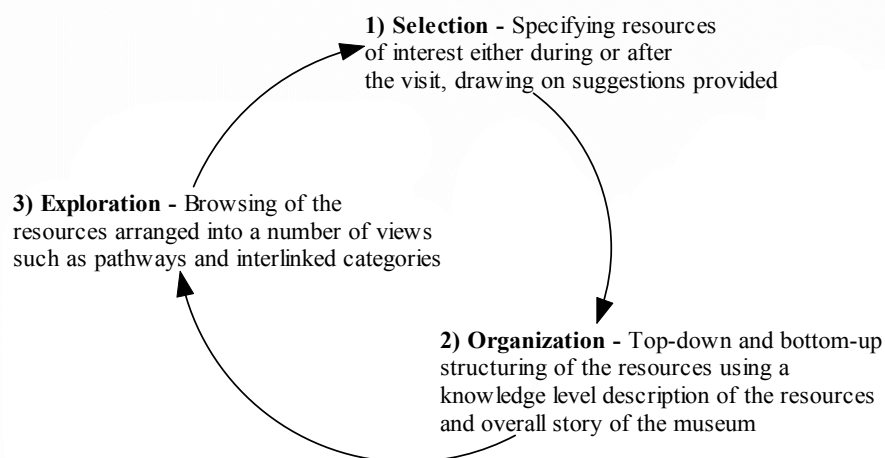 1) Selection - Specifying resources
of interest either during or after
the visit, drawing on suggestions provided
3) Exploration - Browsing of the
resources arranged into a number of views
such as pathways and interlinked categories
2) Organization - Top-down and bottom-up
structuring of the resources using a
knowledge level description of the resources
and overall story of the museum